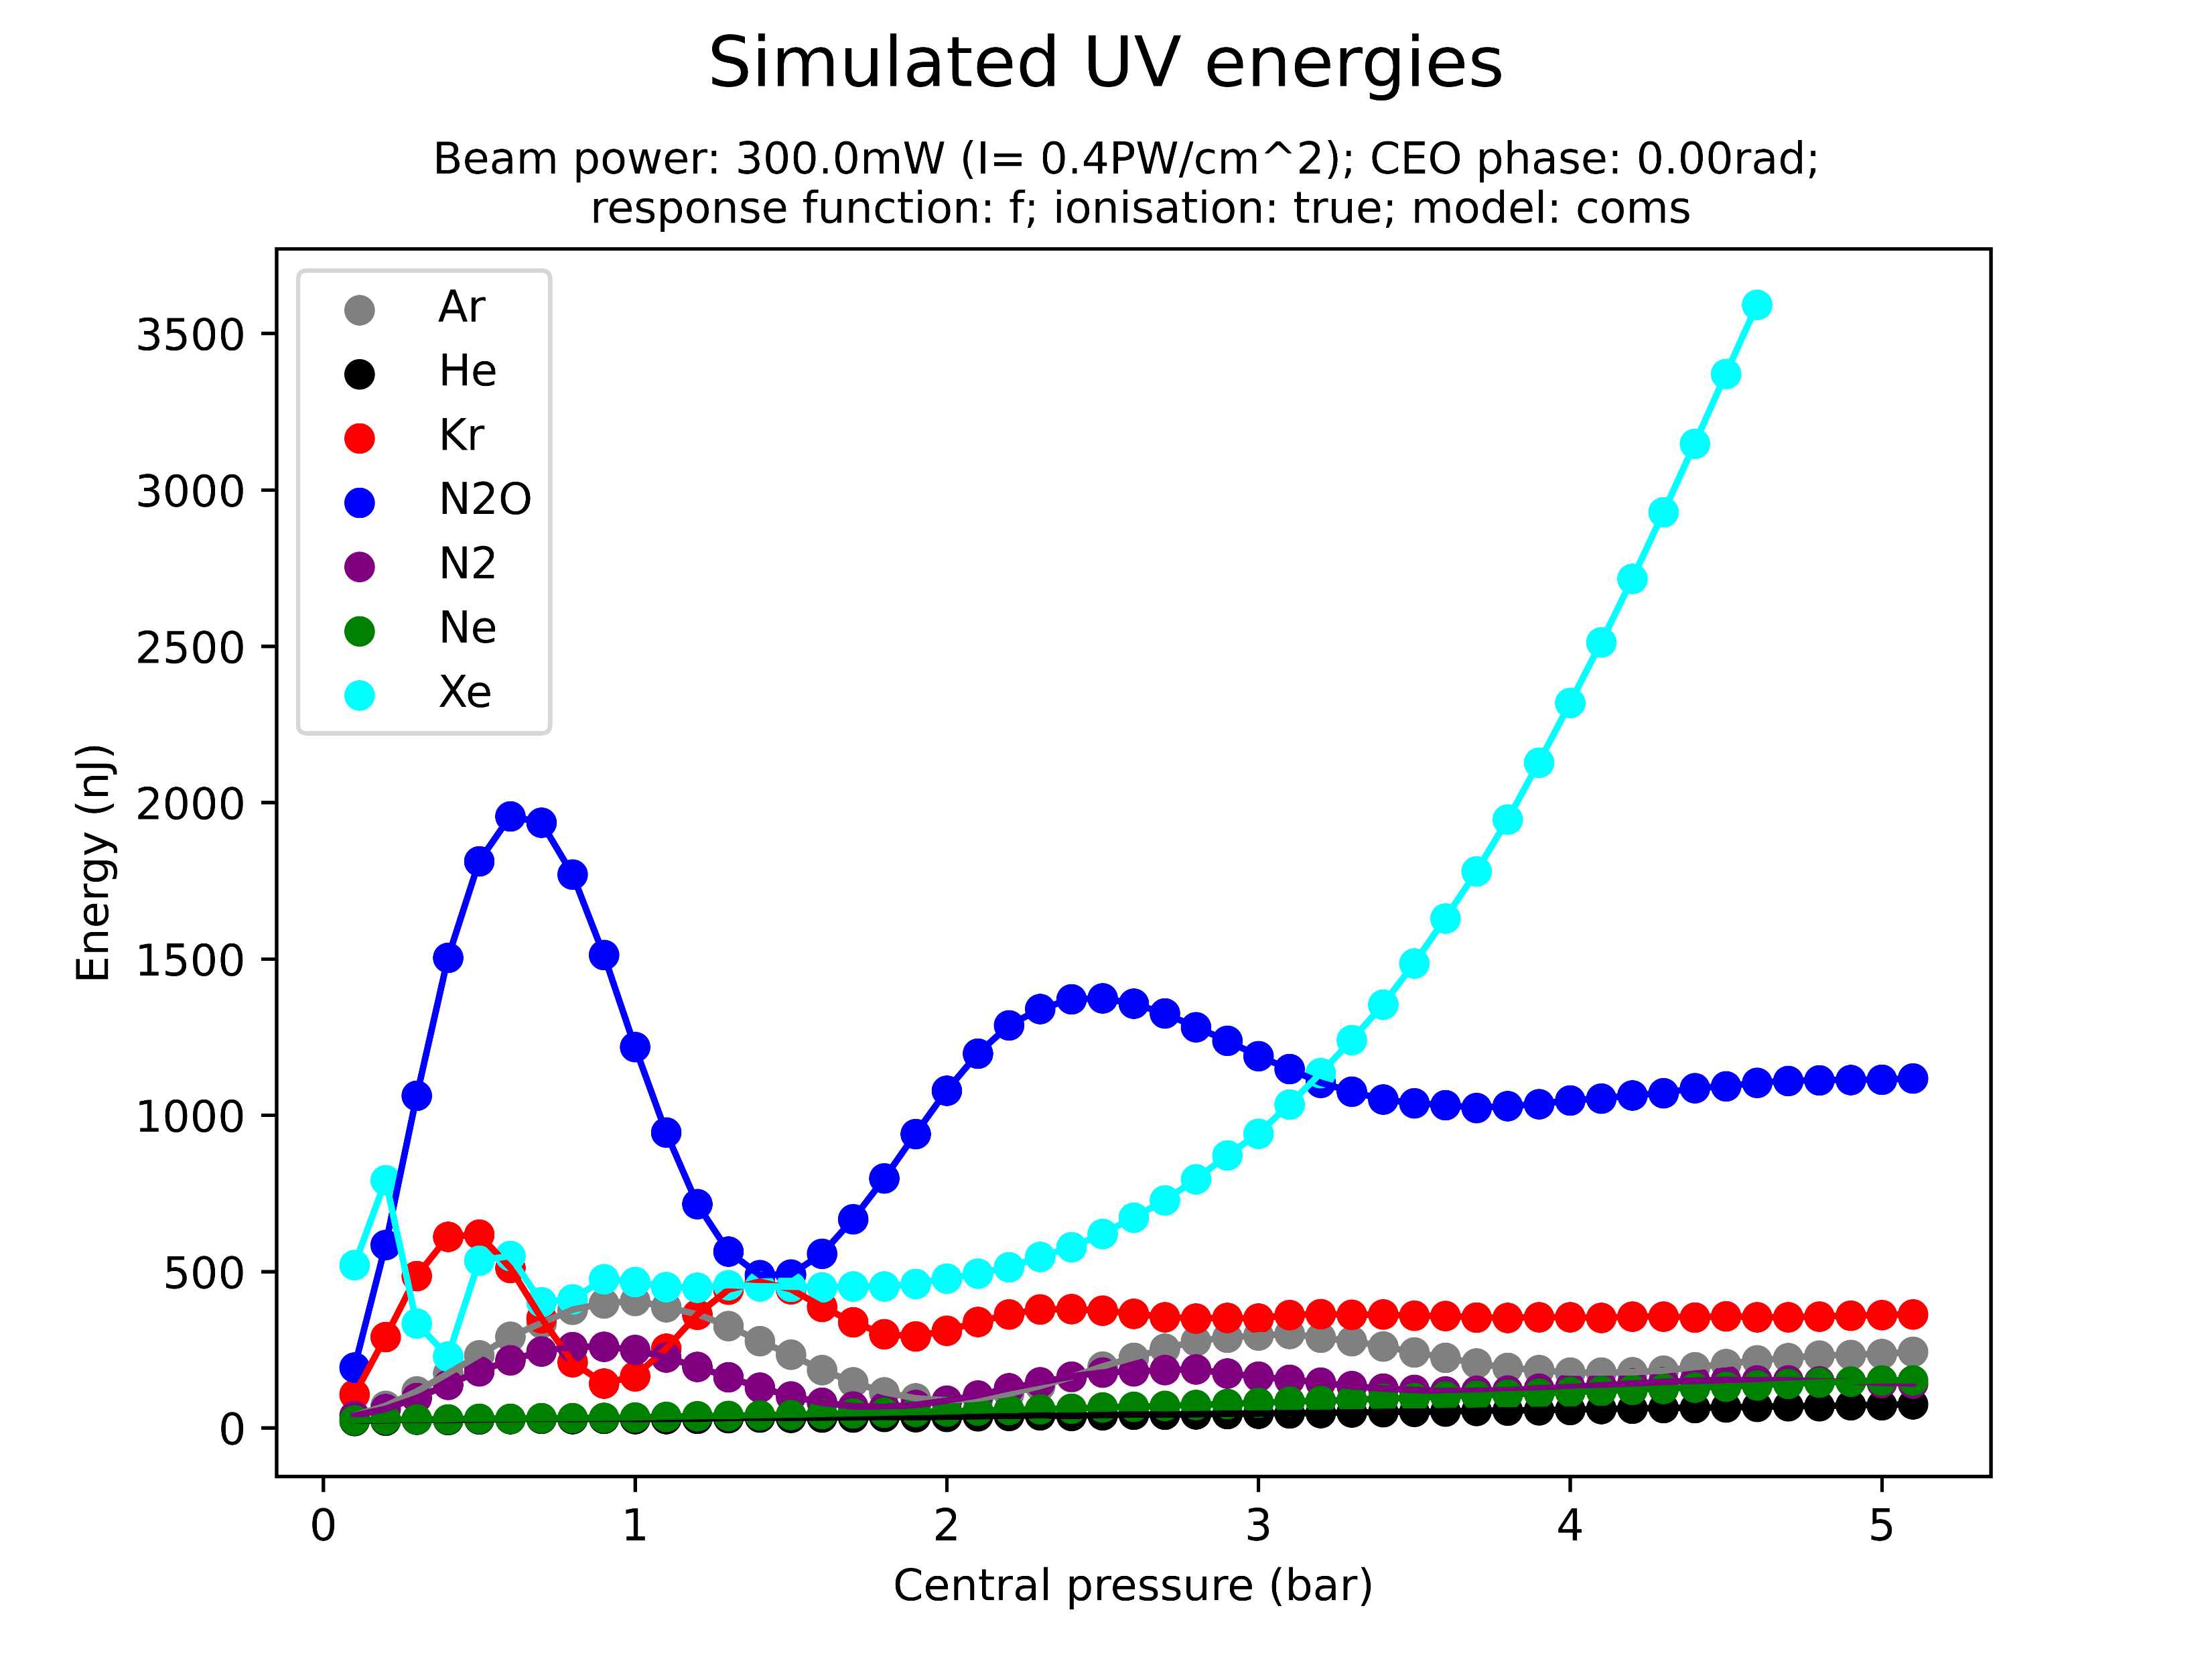 Simulated UV energies
Beam power: 300.0mW (I= 0.4PW/cm^2); CEO phase: 0.00rad;
response function: f; ionisation: true; model: coms
Ar
He
Kr
N2O
N2
Ne
Xe
3500
3000
2500
2000
1500
1000
500
0
Energy (nJ)
0 1 2 3 4 5
Central pressure (bar)